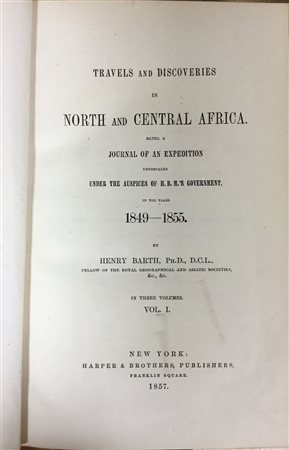 TRAVELS AND DISCOVERIES
IN
NORTH AND CENTRAL AFRICA.
BEING A
JOURNAL OF AN EXPEDITION
UNDERTAKEN
UNDER THE AUSPICES OF H. B. M.'S GOVERNMENT,
IN THE YEARS
1849—1855.
BY
HENRY BARTH, PH.D., D.C.L.,
FELLOW OF THE ROYAL GEOGRAPHICAL AND ASIATIC SOCIETIES,
&c., &c.
IN THREE VOLUMES.
VOL. I.
NEW YORK:
HARPER & BROTHERS, PUBLISHERS,
FRANKLIN SQUARE.
1857.